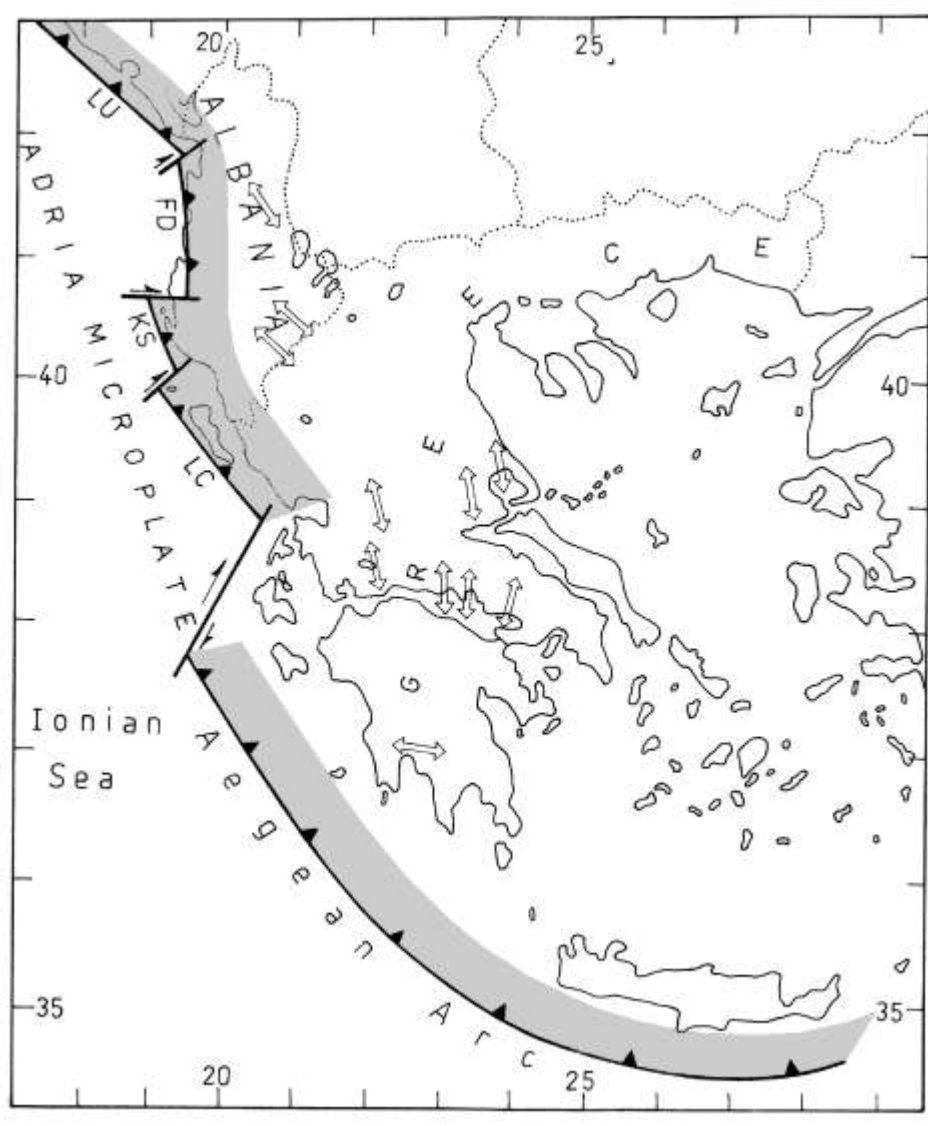 20
25
LU
ALBANIA
ADRIA MICROPLATE
FD
KS
LC
GREECE
40
40
Ionian
Sea
Aegean Arc
35
35
20
25